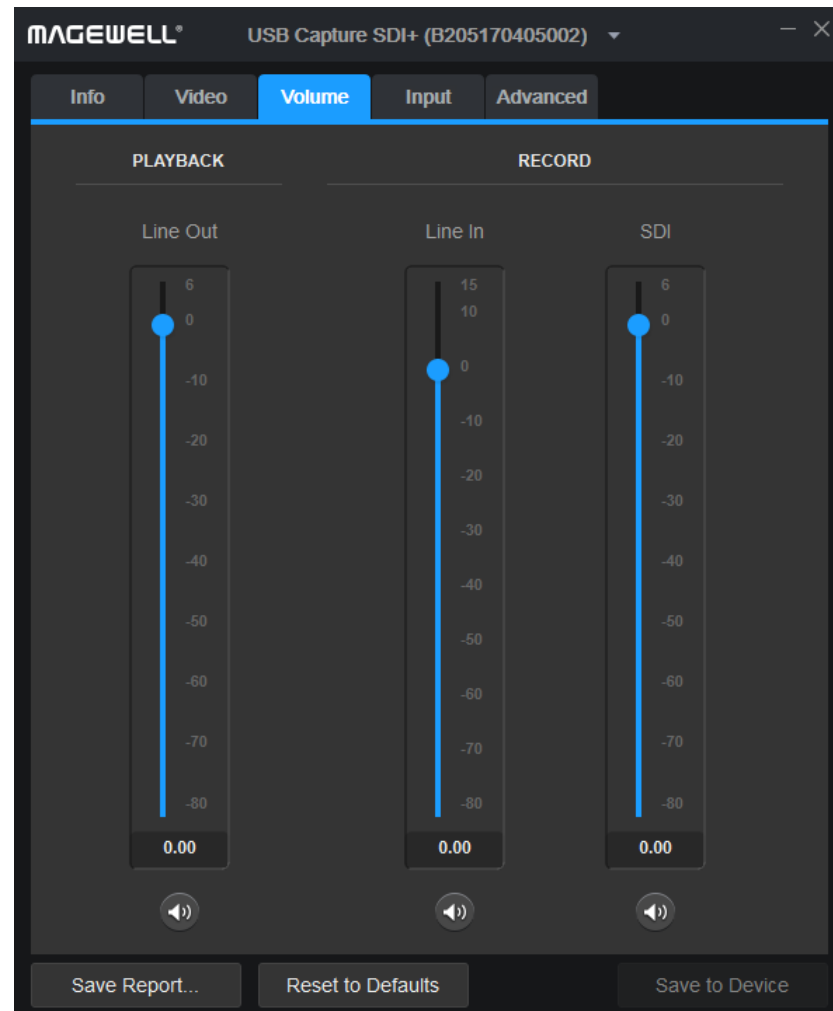 MAGEWELL®
USB Capture SDI+ (B205170405002)
Info Video Volume Input Advanced
PLAYBACK RECORD
Line Out Line In SDI
6 15 6
10
0 0
0
-10 -10
-10
-20 -20
-20
-30 -30
-30
-40 -40
-40
-50 -50
-50
-60 -60
-60
-70 -70
-70
-80 -80 -80
0.00 0.00 0.00
Save Report... Reset to Defaults Save to Device